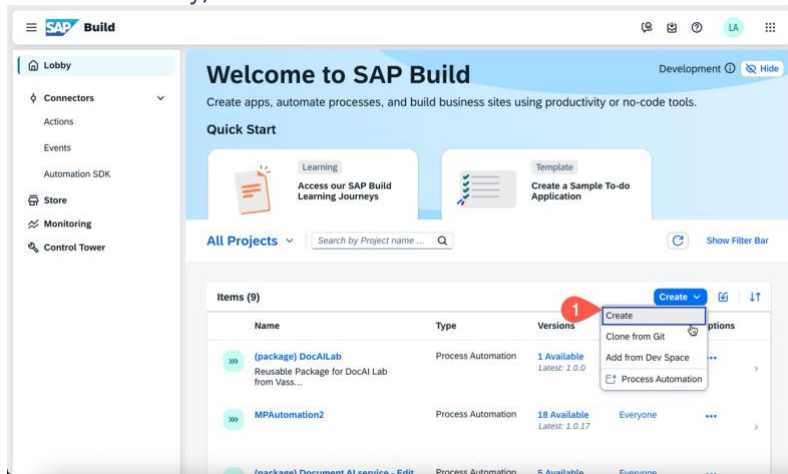 SAP Build
LA
Lobby
Connectors
Actions
Events
Automation SDK
Store
Monitoring
Control Tower
Welcome to SAP Build
Development
Hide
Create apps, automate processes, and build business sites using productivity or no-code tools.
Quick Start
Learning
Access our SAP Build
Learning Journeys
Template
Create a Sample To-do
Application
All Projects
Search by Project name ...
Show Filter Bar
Items (9)
Create
1
Create
Clone from Git
Add from Dev Space
Process Automation
Name
Type
Versions
ptions
(package) DocAILab
Reusable Package for DocAI Lab
from Vass...
Process Automation
1 Available
Latest: 1.0.0
MPAutomation2
Process Automation
18 Available
Latest: 1.0.17
Everyone
(package) Document AI service - Edit
Process Automation
5 Available
Everyone